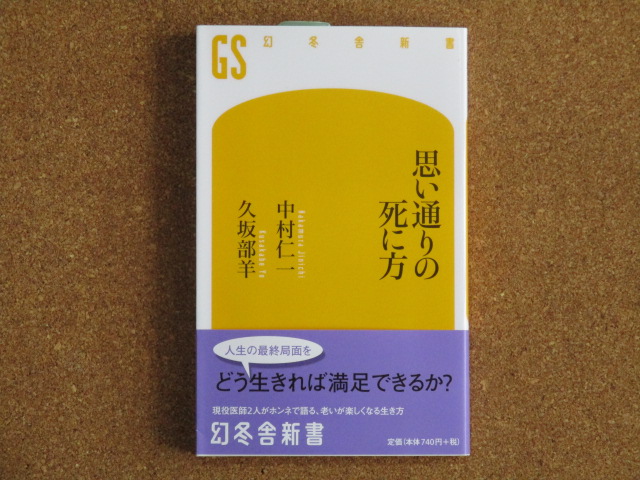 GS 幻冬舎新書
思い通りの
死に方
中村仁一
Nakamura Jinichi
久坂部羊
Kusakabe Yo
人生の最終局面を
どう生きれば満足できるか?
現役医師2人がホンネで語る、老いが楽しくなる生き方
幻冬舎新書
定価(本体740円+税)